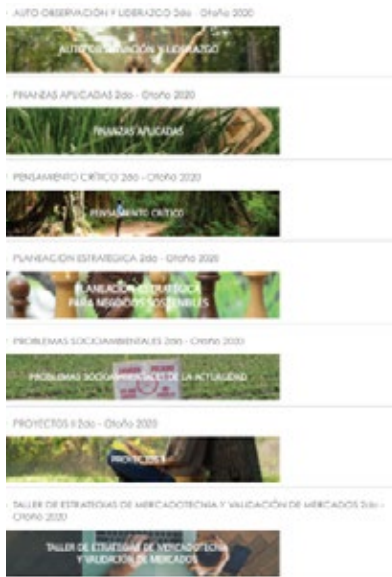 AUTO OBSERVACIÓN Y LIDERAZGO 2do - Otoño 2020
AUTO OBSERVACIÓN Y LIDERAZGO
FINANZAS APLICADAS 2do - Otoño 2020
FINANZAS APLICADAS
PENSAMIENTO CRÍTICO 2do - Otoño 2020
PENSAMIENTO CRÍTICO
PLANEACIÓN ESTRATÉGICA 2do - Otoño 2020
PLANEACIÓN ESTRATÉGICA
PARA NEGOCIOS SOSTENIBLES
PROBLEMAS SOCIOAMBIENTALES 2do - Otoño 2020
PROBLEMAS SOCIOAMBIENTALES DE LA ACTUALIDAD
PROYECTOS II 2do - Otoño 2020
PROYECTOS II
TALLER DE ESTRATEGIAS DE MERCADOTECNIA Y VALIDACIÓN DE MERCADOS 2do -
Otoño 2020
TALLER DE ESTRATEGIAS DE MERCADOTECNIA
Y VALIDACIÓN DE MERCADOS